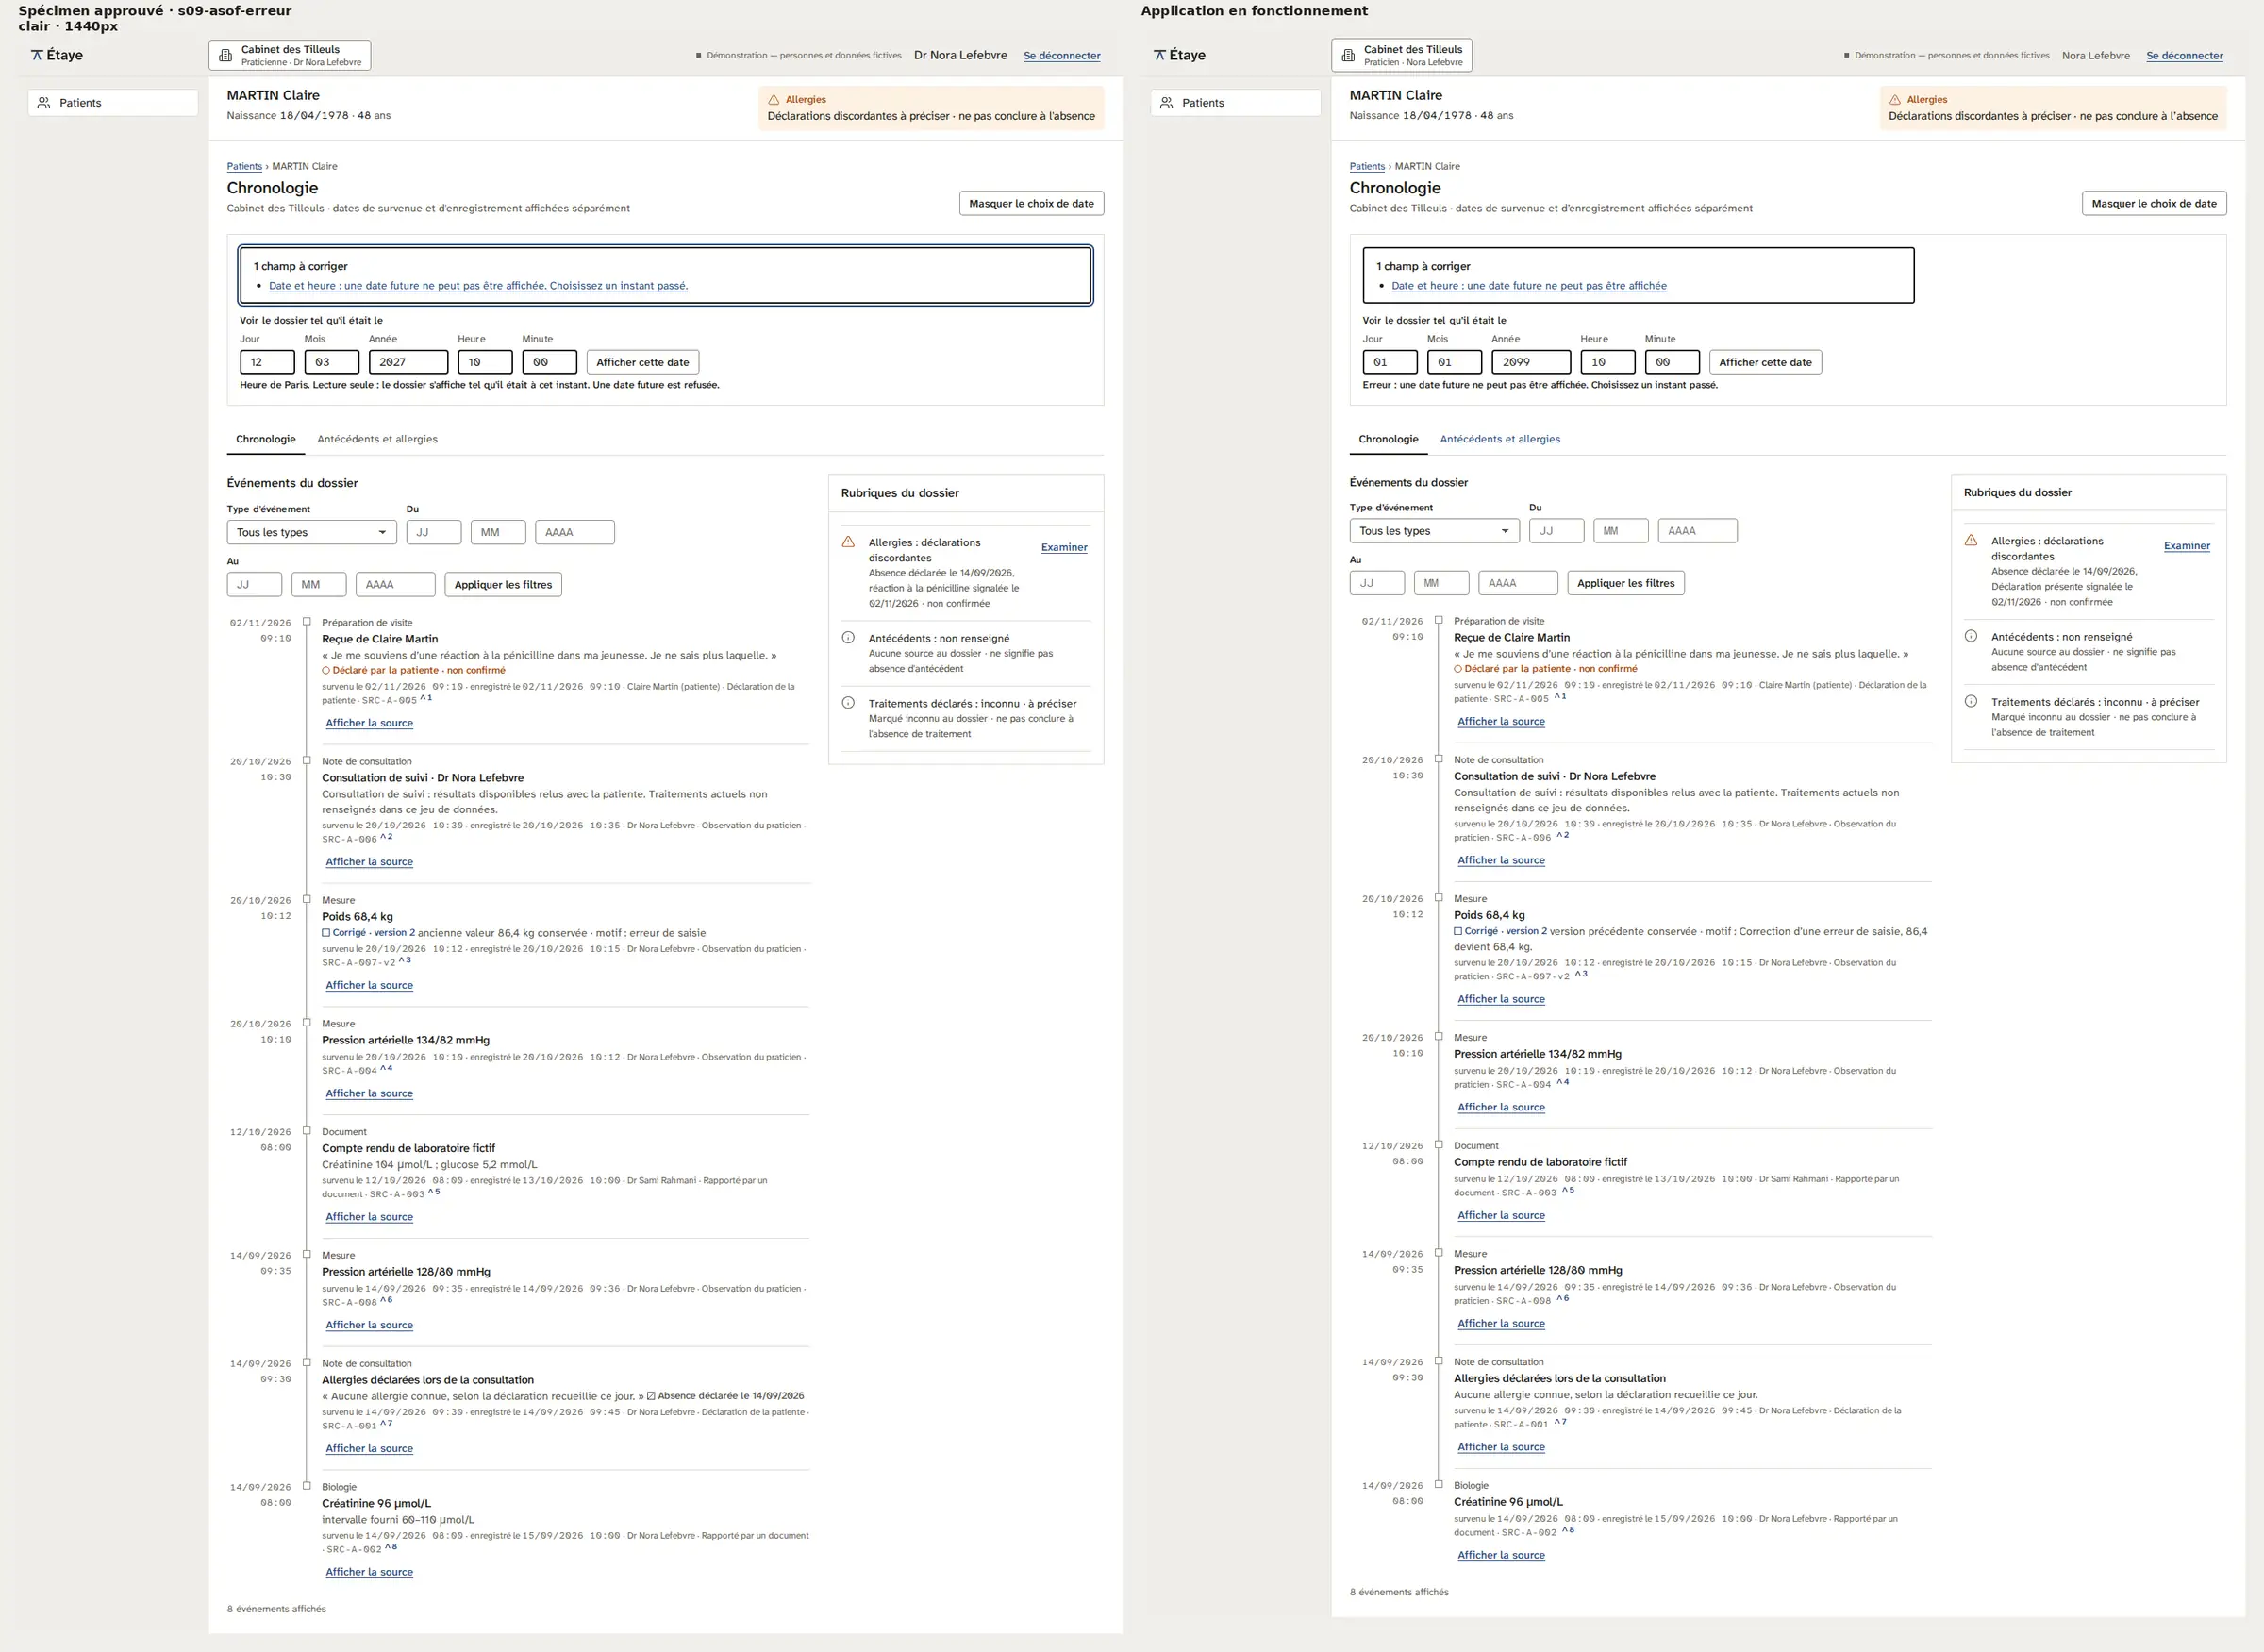 Spécimen approuvé · s09-asof-erreur
clair · 1440px
Étaye
Cabinet des Tilleuls
Praticienne · Dr Nora Lefebvre
Démonstration — personnes et données fictives
Dr Nora Lefebvre
Se déconnecter
Patients
MARTIN Claire
Naissance 18/04/1978 · 48 ans
Allergies
Déclarations discordantes à préciser · ne pas conclure à l'absence
Patients › MARTIN Claire
Chronologie
Cabinet des Tilleuls · dates de survenue et d'enregistrement affichées séparément
Masquer le choix de date
1 champ à corriger
• Date et heure : une date future ne peut pas être affichée. Choisissez un instant passé.
Voir le dossier tel qu'il était le
Jour Mois Année Heure Minute
12 03 2027 10 00 Afficher cette date
Heure de Paris. Lecture seule : le dossier s'affiche tel qu'il était à cet instant. Une date future est refusée.
Chronologie Antécédents et allergies
Événements du dossier
Type d'événement Du
Tous les types JJ MM AAAA
Au
JJ MM AAAA Appliquer les filtres
02/11/2026 Préparation de visite
09:10 Reçue de Claire Martin
« Je me souviens d'une réaction à la pénicilline dans ma jeunesse. Je ne sais plus laquelle. »
Déclaré par la patiente · non confirmé
survenu le 02/11/2026 09:10 · enregistré le 02/11/2026 09:10 · Claire Martin (patiente) · Déclaration de la
patiente · SRC-A-005 ^1
Afficher la source
20/10/2026 Note de consultation
10:30 Consultation de suivi · Dr Nora Lefebvre
Consultation de suivi : résultats disponibles relus avec la patiente. Traitements actuels non
renseignés dans ce jeu de données.
survenu le 20/10/2026 10:30 · enregistré le 20/10/2026 10:35 · Dr Nora Lefebvre · Observation du praticien ·
SRC-A-006 ^2
Afficher la source
20/10/2026 Mesure
10:12 Poids 68,4 kg
Corrigé · version 2 ancienne valeur 86,4 kg conservée · motif : erreur de saisie
survenu le 20/10/2026 10:12 · enregistré le 20/10/2026 10:15 · Dr Nora Lefebvre · Observation du praticien ·
SRC-A-007-v2 ^3
Afficher la source
20/10/2026 Mesure
10:10 Pression artérielle 134/82 mmHg
survenu le 20/10/2026 10:10 · enregistré le 20/10/2026 10:12 · Dr Nora Lefebvre · Observation du praticien ·
SRC-A-004 ^4
Afficher la source
12/10/2026 Document
08:00 Compte rendu de laboratoire fictif
Créatinine 104 µmol/L ; glucose 5,2 mmol/L
survenu le 12/10/2026 08:00 · enregistré le 13/10/2026 10:00 · Dr Sami Rahmani · Rapporté par un
document · SRC-A-003 ^5
Afficher la source
14/09/2026 Mesure
09:35 Pression artérielle 128/80 mmHg
survenu le 14/09/2026 09:35 · enregistré le 14/09/2026 09:36 · Dr Nora Lefebvre · Observation du praticien ·
SRC-A-008 ^6
Afficher la source
14/09/2026 Note de consultation
09:30 Allergies déclarées lors de la consultation
« Aucune allergie connue, selon la déclaration recueillie ce jour. » Absence déclarée le 14/09/2026
survenu le 14/09/2026 09:30 · enregistré le 14/09/2026 09:45 · Dr Nora Lefebvre · Déclaration de la patiente ·
SRC-A-001 ^7
Afficher la source
14/09/2026 Biologie
08:00 Créatinine 96 µmol/L
intervalle fourni 60–110 µmol/L
survenu le 14/09/2026 08:00 · enregistré le 15/09/2026 10:00 · Dr Nora Lefebvre · Rapporté par un document
· SRC-A-002 ^8
Afficher la source
8 événements affichés
Rubriques du dossier
Allergies : déclarations
discordantes
Examiner
Absence déclarée le 14/09/2026,
réaction à la pénicilline signalée le
02/11/2026 · non confirmée
Antécédents : non renseigné
Aucune source au dossier · ne signifie pas
absence d'antécédent
Traitements déclarés : inconnu · à préciser
Marqué inconnu au dossier · ne pas conclure à
l'absence de traitement
Application en fonctionnement
Étaye
Cabinet des Tilleuls
Praticien · Nora Lefebvre
Démonstration — personnes et données fictives
Nora Lefebvre
Se déconnecter
Patients
MARTIN Claire
Naissance 18/04/1978 · 48 ans
Allergies
Déclarations discordantes à préciser · ne pas conclure à l'absence
Patients › MARTIN Claire
Chronologie
Cabinet des Tilleuls · dates de survenue et d'enregistrement affichées séparément
Masquer le choix de date
1 champ à corriger
• Date et heure : une date future ne peut pas être affichée
Voir le dossier tel qu'il était le
Jour Mois Année Heure Minute
01 01 2099 10 00 Afficher cette date
Erreur : une date future ne peut pas être affichée. Choisissez un instant passé.
Chronologie Antécédents et allergies
Événements du dossier
Type d'événement Du
Tous les types JJ MM AAAA
Au
JJ MM AAAA Appliquer les filtres
02/11/2026 Préparation de visite
09:10 Reçue de Claire Martin
« Je me souviens d'une réaction à la pénicilline dans ma jeunesse. Je ne sais plus laquelle. »
Déclaré par la patiente · non confirmé
survenu le 02/11/2026 09:10 · enregistré le 02/11/2026 09:10 · Claire Martin (patiente) · Déclaration de la
patiente · SRC-A-005 ^1
Afficher la source
20/10/2026 Note de consultation
10:30 Consultation de suivi · Dr Nora Lefebvre
Consultation de suivi : résultats disponibles relus avec la patiente. Traitements actuels non
renseignés dans ce jeu de données.
survenu le 20/10/2026 10:30 · enregistré le 20/10/2026 10:35 · Dr Nora Lefebvre · Observation du
praticien · SRC-A-006 ^2
Afficher la source
20/10/2026 Mesure
10:12 Poids 68,4 kg
Corrigé · version 2 version précédente conservée · motif : Correction d'une erreur de saisie, 86,4
devient 68,4 kg.
survenu le 20/10/2026 10:12 · enregistré le 20/10/2026 10:15 · Dr Nora Lefebvre · Observation du
praticien · SRC-A-007-v2 ^3
Afficher la source
20/10/2026 Mesure
10:10 Pression artérielle 134/82 mmHg
survenu le 20/10/2026 10:10 · enregistré le 20/10/2026 10:12 · Dr Nora Lefebvre · Observation du
praticien · SRC-A-004 ^4
Afficher la source
12/10/2026 Document
08:00 Compte rendu de laboratoire fictif
survenu le 12/10/2026 08:00 · enregistré le 13/10/2026 10:00 · Dr Sami Rahmani · Rapporté par un
document · SRC-A-003 ^5
Afficher la source
14/09/2026 Mesure
09:35 Pression artérielle 128/80 mmHg
survenu le 14/09/2026 09:35 · enregistré le 14/09/2026 09:36 · Dr Nora Lefebvre · Observation du
praticien · SRC-A-008 ^6
Afficher la source
14/09/2026 Note de consultation
09:30 Allergies déclarées lors de la consultation
Aucune allergie connue, selon la déclaration recueillie ce jour.
survenu le 14/09/2026 09:30 · enregistré le 14/09/2026 09:45 · Dr Nora Lefebvre · Déclaration de la
patiente · SRC-A-001 ^7
Afficher la source
14/09/2026 Biologie
08:00 Créatinine 96 µmol/L
survenu le 14/09/2026 08:00 · enregistré le 15/09/2026 10:00 · Dr Nora Lefebvre · Rapporté par un
document · SRC-A-002 ^8
Afficher la source
8 événements affichés
Rubriques du dossier
Allergies : déclarations
discordantes
Examiner
Absence déclarée le 14/09/2026,
Déclaration présente signalée le
02/11/2026 · non confirmée
Antécédents : non renseigné
Aucune source au dossier · ne signifie pas
absence d'antécédent
Traitements déclarés : inconnu · à préciser
Marqué inconnu au dossier · ne pas conclure à
l'absence de traitement